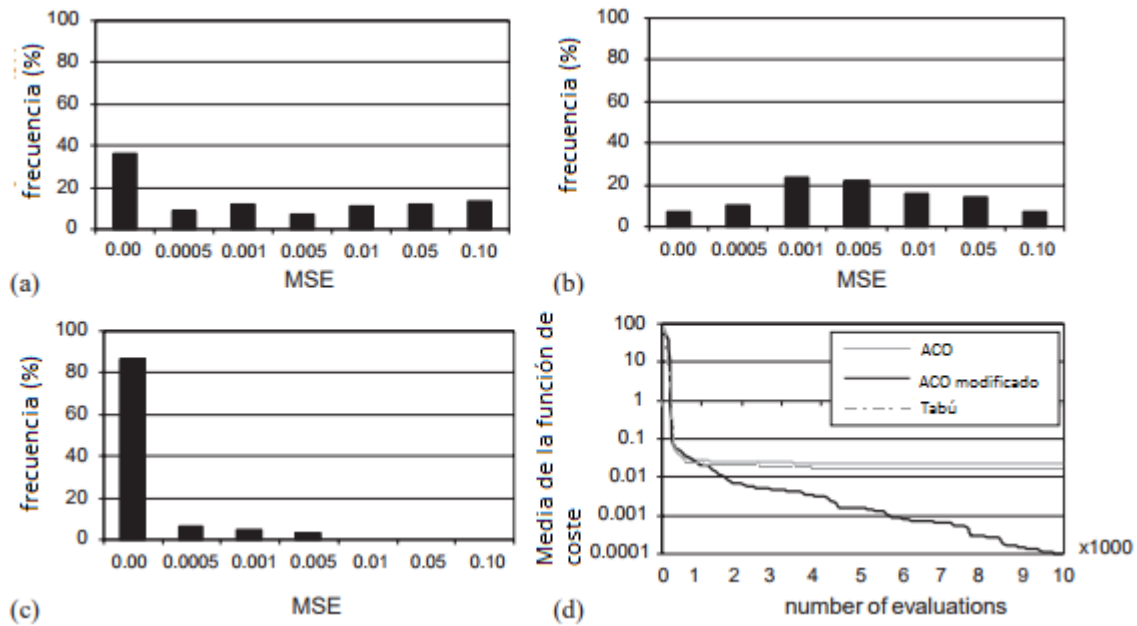 100
80
60
40
20
0
frecuencia (%)
0.00 0.0005 0.001 0.005 0.01 0.05 0.10
(a)
MSE
100
80
60
40
20
0
frecuencia (%)
0.00 0.0005 0.001 0.005 0.01 0.05 0.10
(b)
MSE
100
80
60
40
20
0
frecuencia (%)
0.00 0.0005 0.001 0.005 0.01 0.05 0.10
(c)
MSE
Media de la función de
coste
100
10
1
0.1
0.01
0.001
0.0001
ACO
ACO modificado
Tabú
x1000
0 1 2 3 4 5 6 7 8 9 10
(d)
number of evaluations